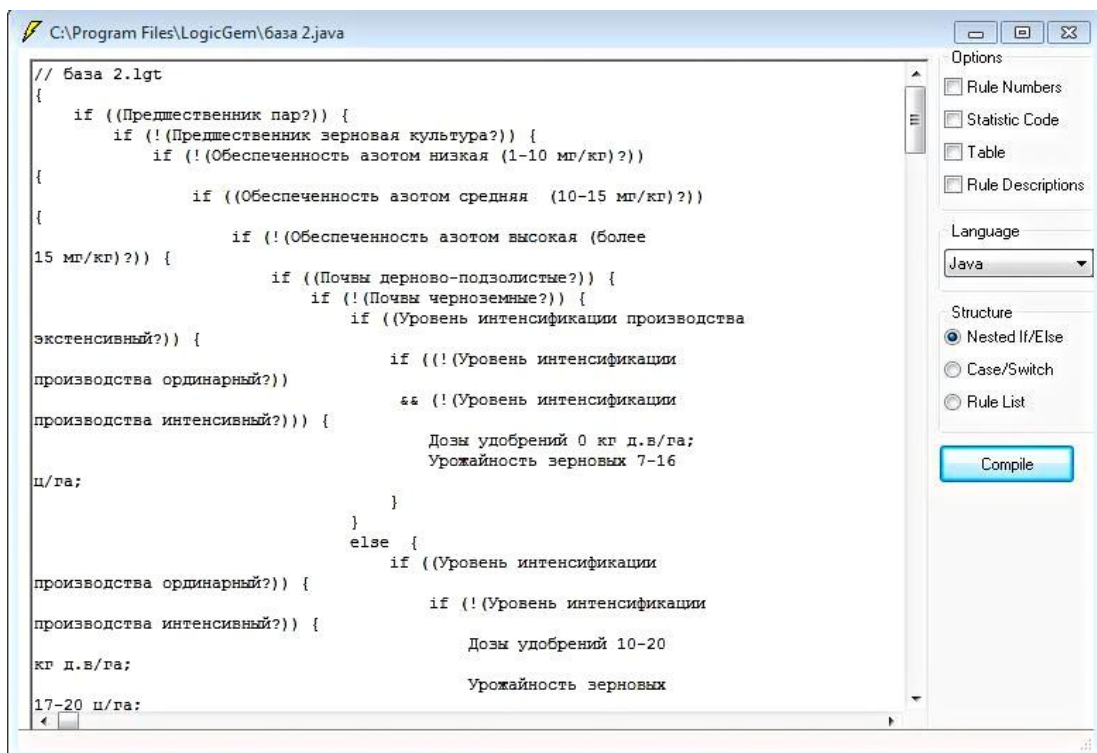 C:\Program Files\LogicGem\база 2.java
// база 2.lgt
{
if ((Предшественник пар?)) {
if (!(Предшественник зерновая культура?)) {
if (!(Обеспеченность азотом низкая (1-10 мг/кг)?))
{
if ((Обеспеченность азотом средняя  (10-15 мг/кг)?))
{
if (!(Обеспеченность азотом высокая (более
15 мг/кг)?)) {
if ((Почвы дерново-подзолистые?)) {
if (!(Почвы черноземные?)) {
if ((Уровень интенсификации производства
экстенсивный?)) {
if ((!(Уровень интенсификации
производства ординарный?))
&& (!(Уровень интенсификации
производства интенсивный?))) {
Дозы удобрений 0 кг д.в/га;
Урожайность зерновых 7-16
ц/га;
}
}
else  {
if ((Уровень интенсификации
производства ординарный?)) {
if (!(Уровень интенсификации
производства интенсивный?)) {
Дозы удобрений 10-20
кг д.в/га;
Урожайность зерновых
17-20 ц/га;
Options
Rule Numbers
Statistic Code
Table
Rule Descriptions
Language
Java
Structure
Nested If/Else
Case/Switch
Rule List
Compile